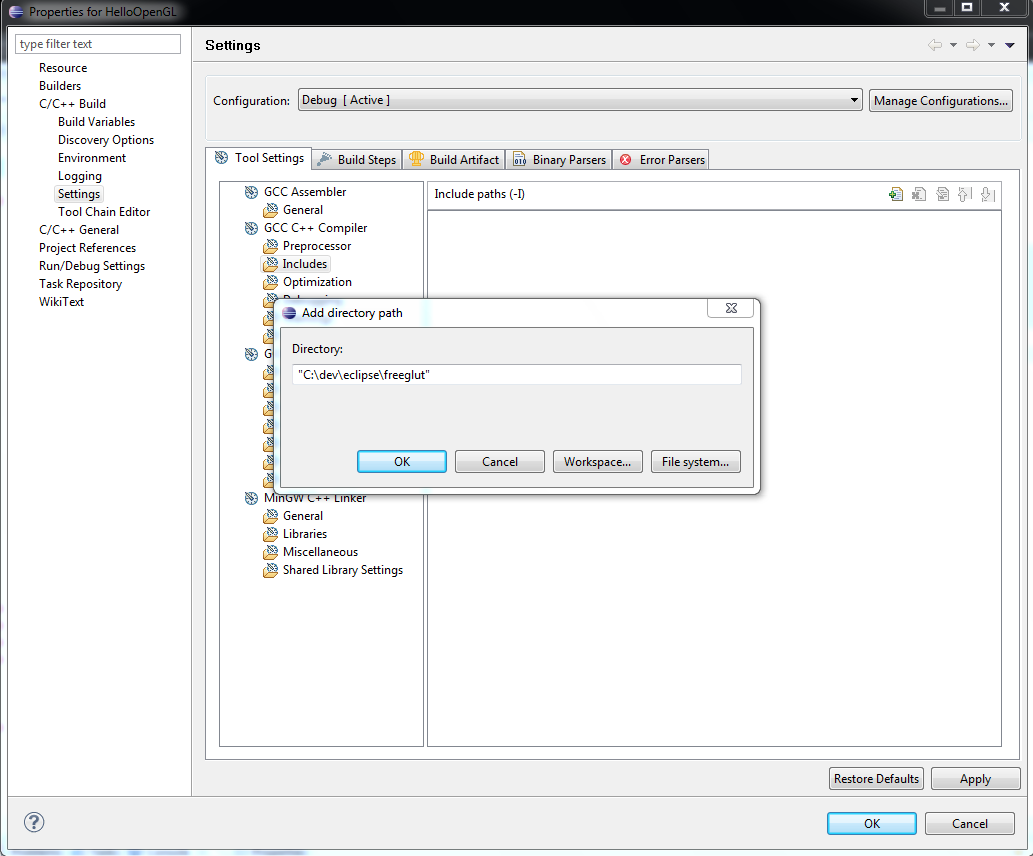 Properties for HelloOpenGL
type filter text
Resource
Builders
C/C++ Build
Build Variables
Discovery Options
Environment
Logging
Settings
Tool Chain Editor
C/C++ General
Project References
Run/Debug Settings
Task Repository
WikiText
Settings
Configuration:
Debug [ Active ]
Manage Configurations...
Tool Settings
Build Steps
Build Artifact
Binary Parsers
Error Parsers
GCC Assembler
General
GCC C++ Compiler
Preprocessor
Includes
Optimization
G
MinGW C++ Linker
General
Libraries
Miscellaneous
Shared Library Settings
Include paths (-I)
Add directory path
Directory:
"C:\dev\eclipse\freeglut"
OK
Cancel
Workspace...
File system...
Restore Defaults
Apply
OK
Cancel